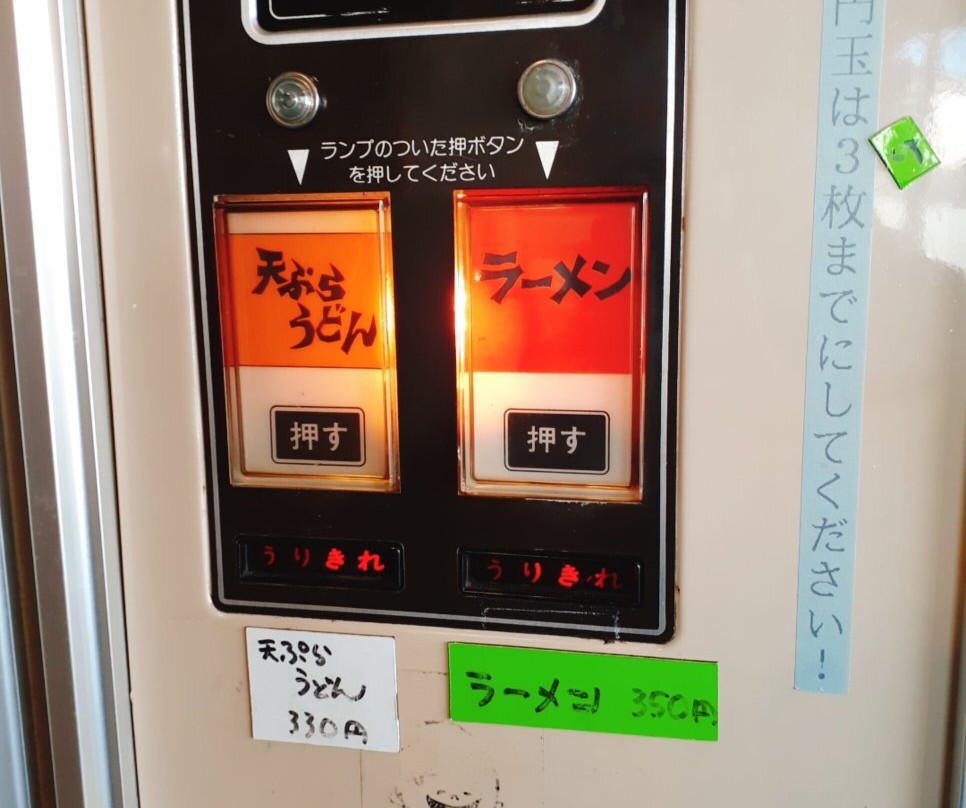 ランプのついた押ボタン
を押してください
天ぷら
うどん
押す
ラーメン
押す
うりきれ
うりきれ
天ぷら
うどん
330円
ラーメン 350円
円玉は3枚までにしてください!